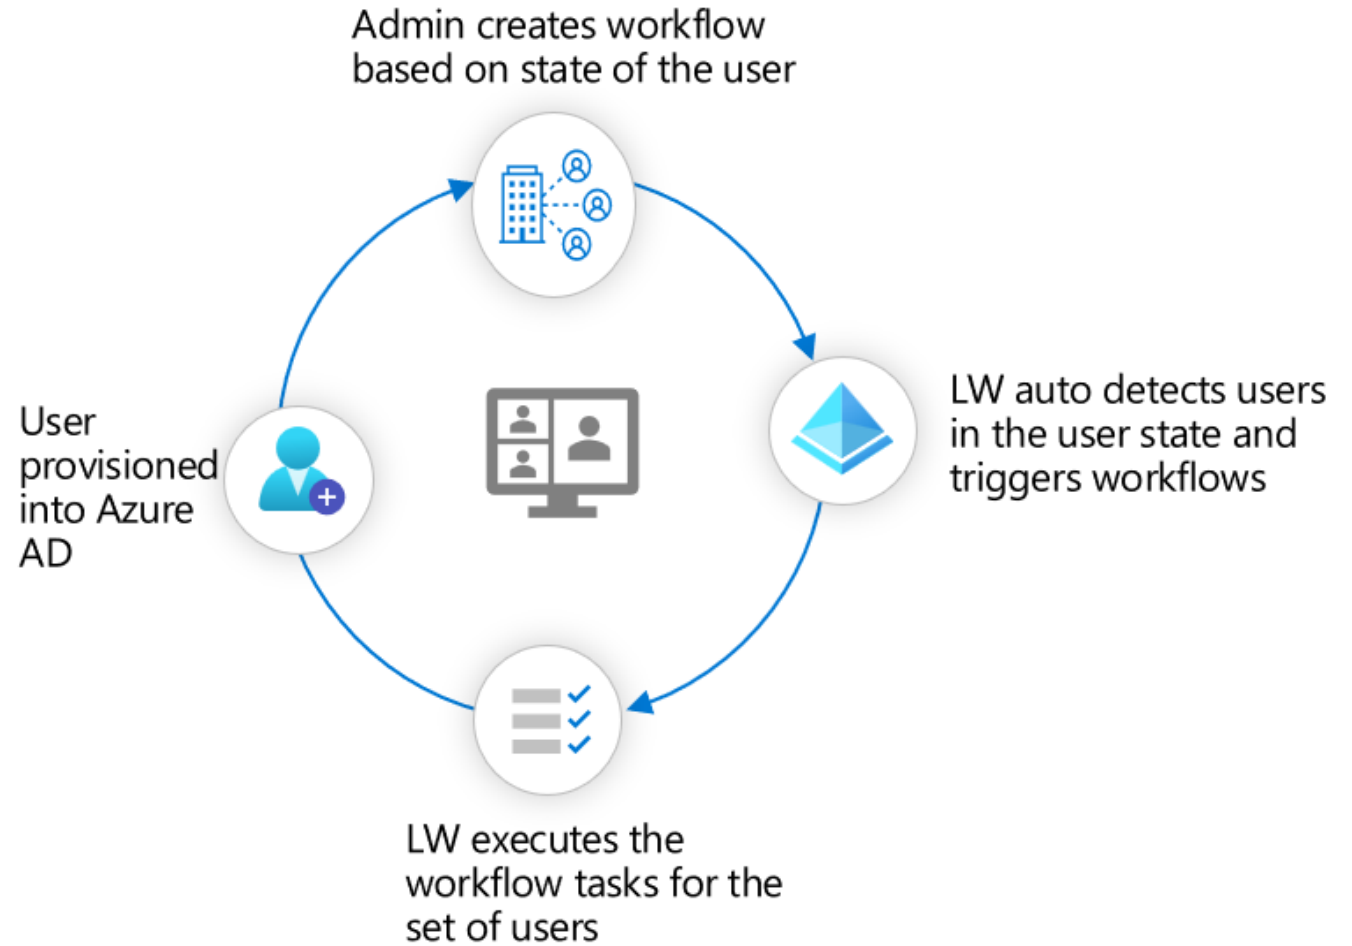 Admin creates workflow
based on state of the user
LW auto detects users
in the user state and
triggers workflows
User
provisioned
into Azure
AD
LW executes the
workflow tasks for the
set of users